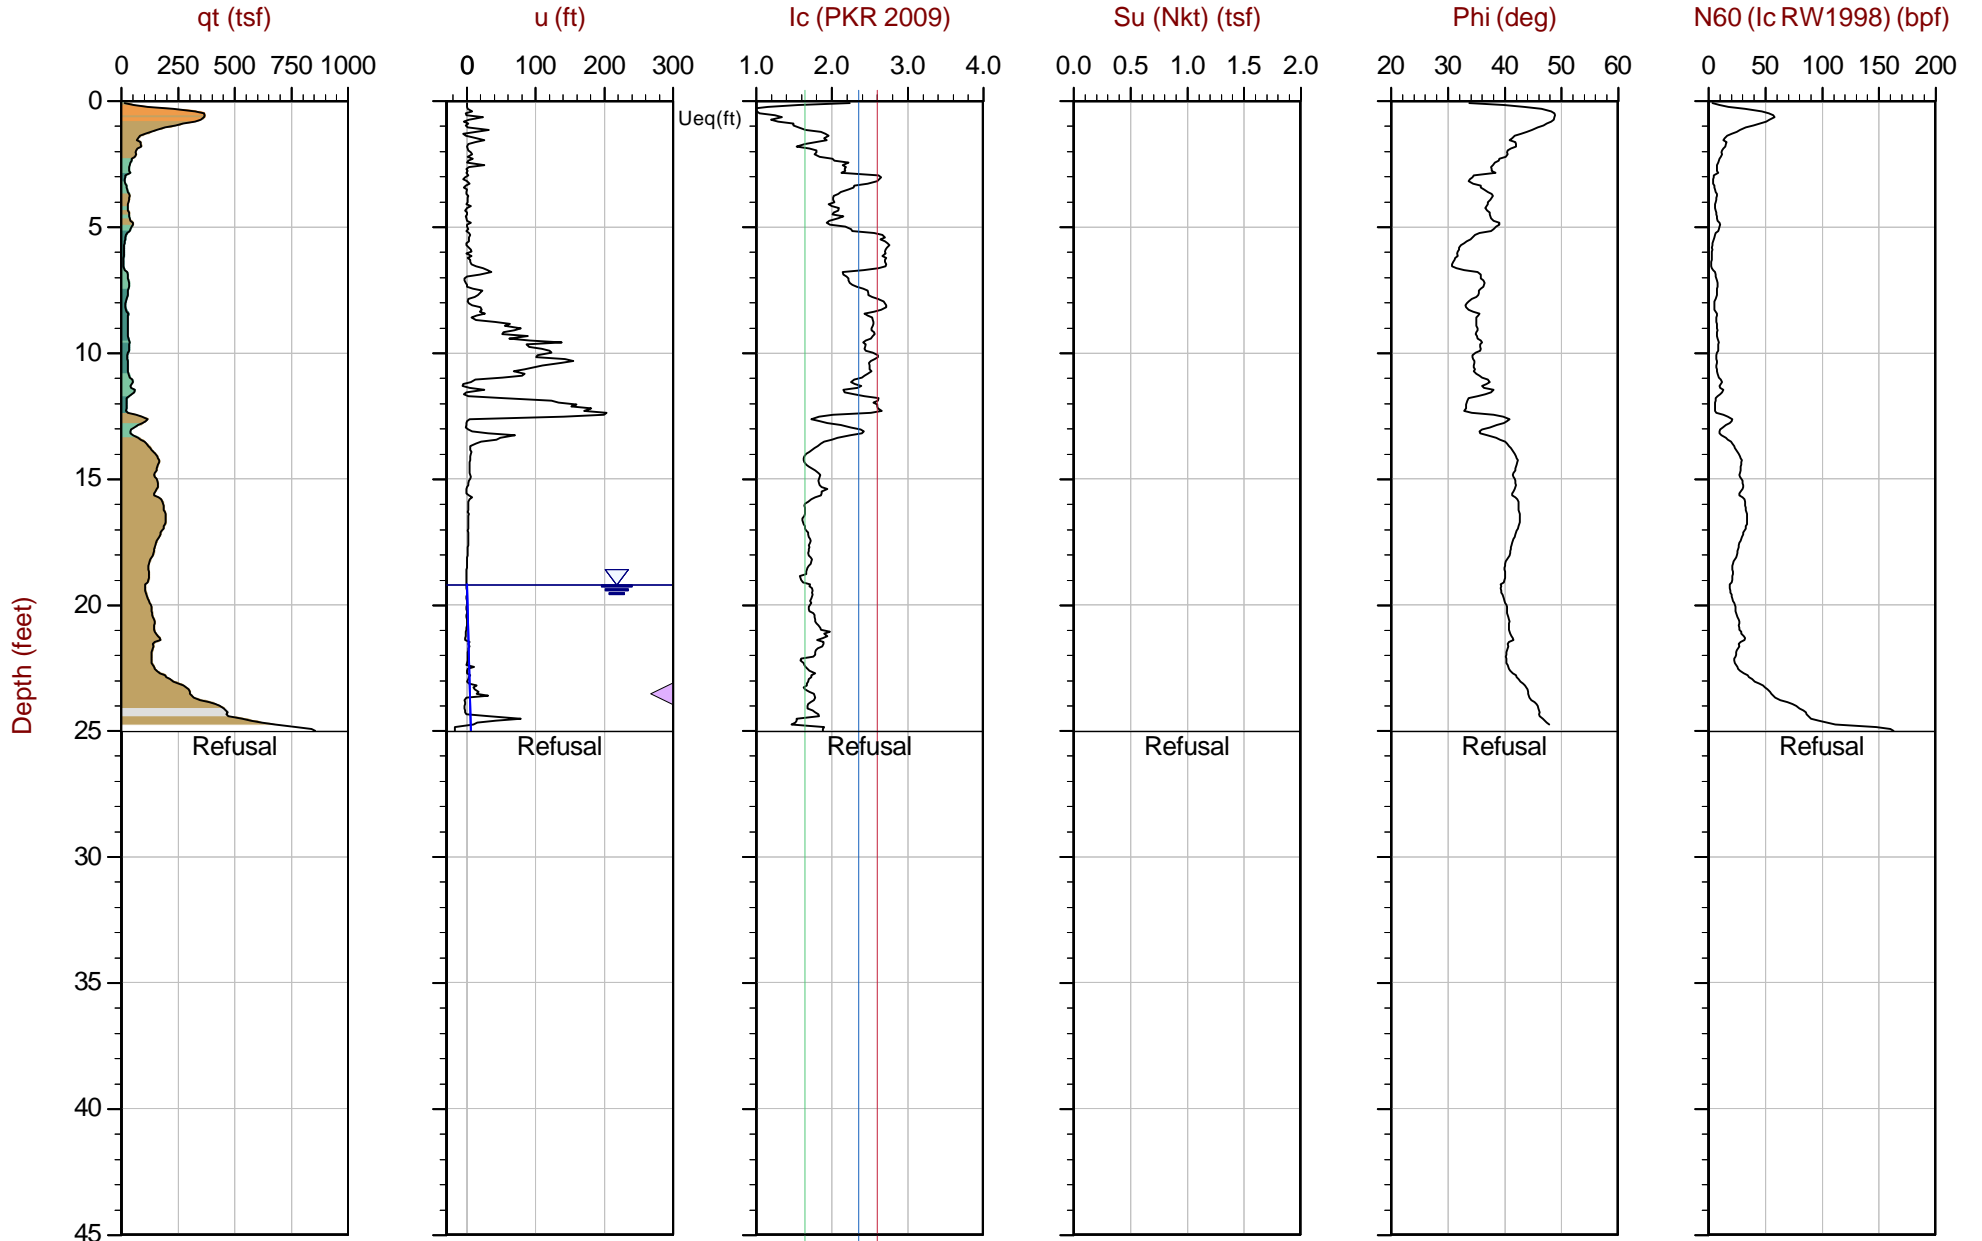 qt (tsf) u (ft) Ic (PKR 2009) Su (Nkt) (tsf) Phi (deg) N60 (Ic RW1998) (bpf)
0 250 500 750 1000 0 100 200 300 1.0 2.0 3.0 4.0 0.0 0.5 1.0 1.5 2.0 20 30 40 50 60 0 50 100 150 200
0
Ueq(ft)
5
10
15
20
Depth (feet)
25
Refusal Refusal Refusal Refusal Refusal Refusal
30
35
40
45